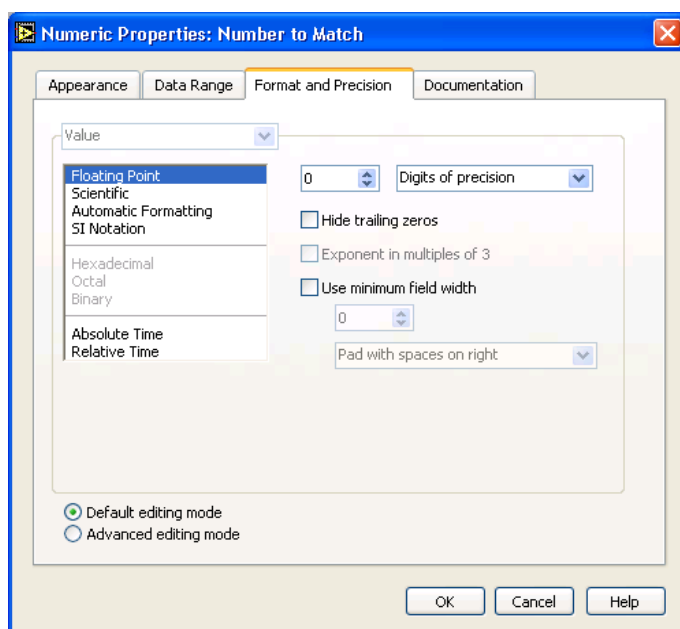 Numeric Properties: Number to Match
Appearance Data Range Format and Precision Documentation
Value
Floating Point
Scientific
Automatic Formatting
SI Notation
Hexadecimal
Octal
Binary
Absolute Time
Relative Time
0 Digits of precision
Hide trailing zeros
Exponent in multiples of 3
Use minimum field width
0
Pad with spaces on right
Default editing mode
Advanced editing mode
OK Cancel Help